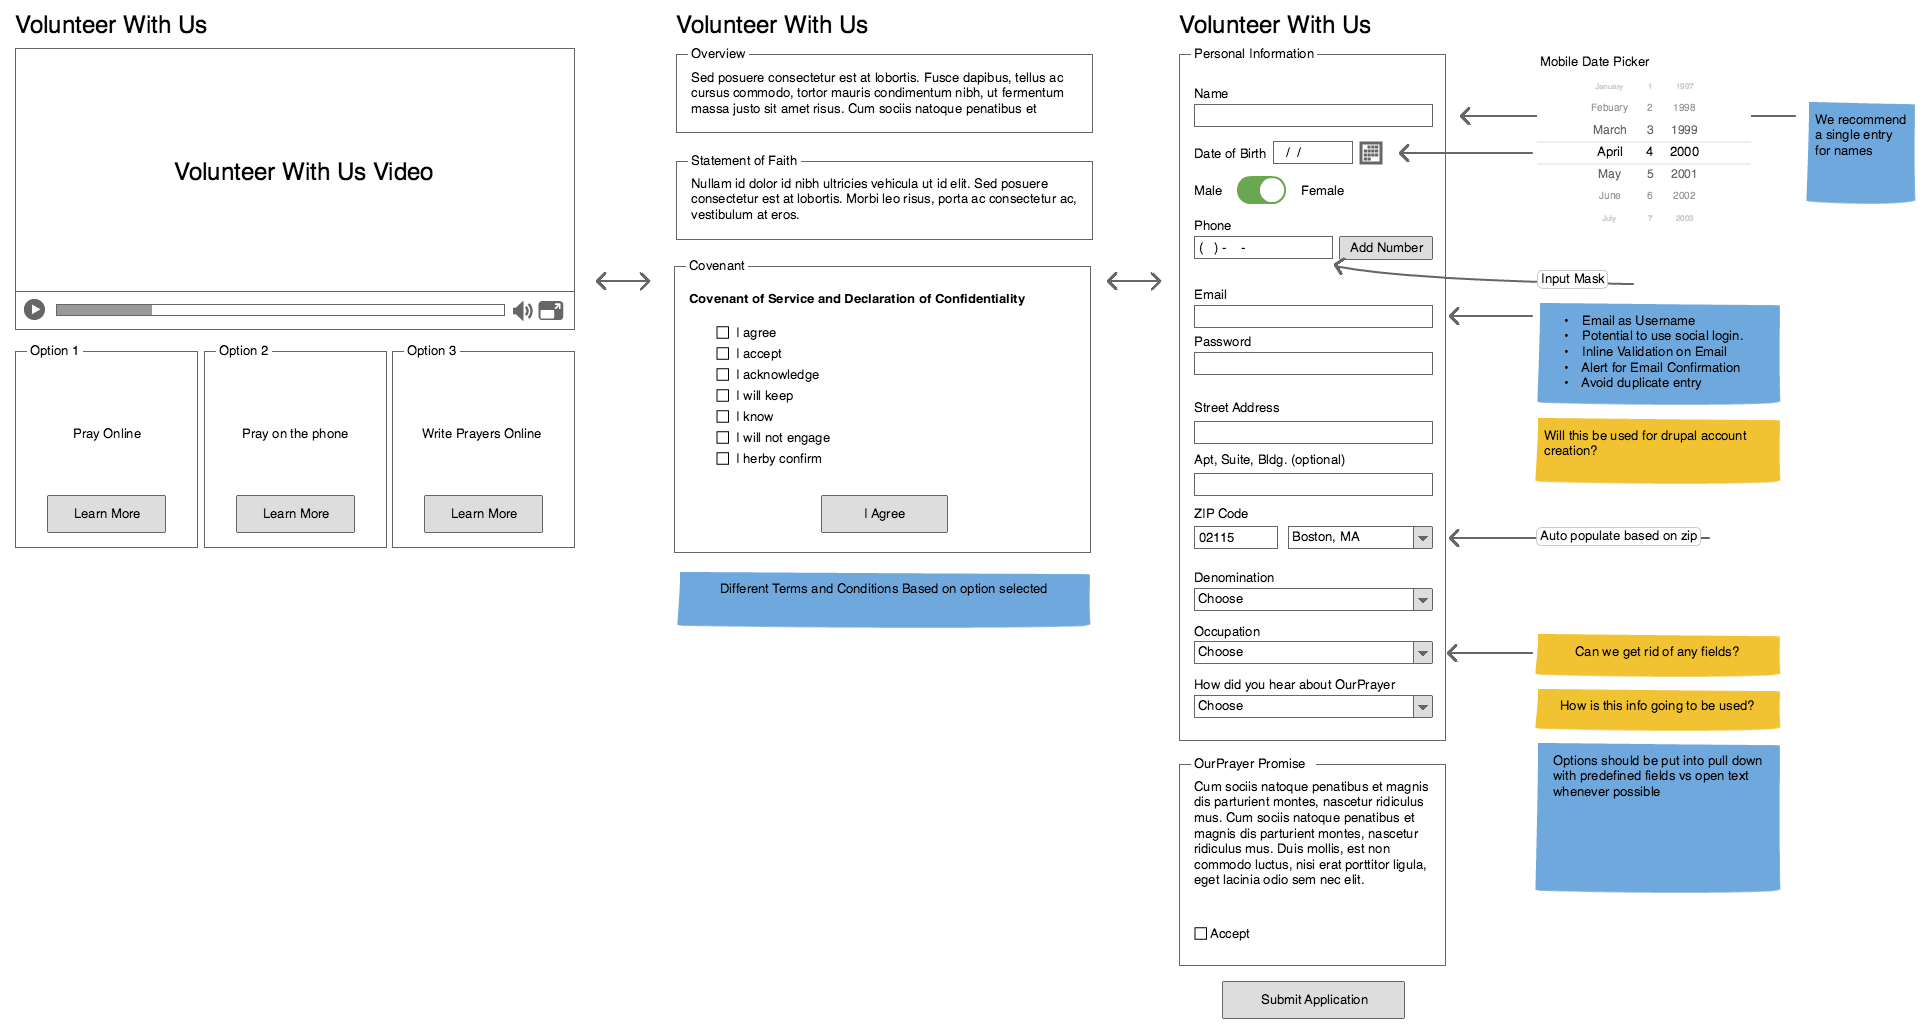 Volunteer With Us
Volunteer With Us Video
Option 1
Pray Online
Learn More
Option 2
Pray on the phone
Learn More
Option 3
Write Prayers Online
Learn More
Volunteer With Us
Overview
Sed posuere consectetur est at lobortis. Fusce dapibus, tellus ac
cursus commodo, tortor mauris condimentum nibh, ut fermentum
massa justo sit amet risus. Cum sociis natoque penatibus et
Statement of Faith
Nullam id dolor id nibh ultricies vehicula ut id elit. Sed posuere
consectetur est at lobortis. Morbi leo risus, porta ac consectetur ac,
vestibulum at eros.
Covenant
Covenant of Service and Declaration of Confidentiality
I agree
I accept
I acknowledge
I will keep
I know
I will not engage
I herby confirm
I Agree
Different Terms and Conditions Based on option selected
Volunteer With Us
Personal Information
Name
Date of Birth / /
Male Female
Phone
( ) - -
Add Number
Email
Password
Street Address
Apt, Suite, Bldg. (optional)
ZIP Code
02115 Boston, MA
Denomination
Choose
Occupation
Choose
How did you hear about OurPrayer
Choose
OurPrayer Promise
Cum sociis natoque penatibus et magnis
dis parturient montes, nascetur ridiculus
mus. Cum sociis natoque penatibus et
magnis dis parturient montes, nascetur
ridiculus mus. Duis mollis, est non
commodo luctus, nisi erat porttitor ligula,
eget lacinia odio sem nec elit.
Accept
Submit Application
Mobile Date Picker
January 1 1997
Febuary 2 1998
March 3 1999
April 4 2000
May 5 2001
June 6 2002
July 7 2003
We recommend
a single entry
for names
Input Mask
• Email as Username
• Potential to use social login.
• Inline Validation on Email
• Alert for Email Confirmation
• Avoid duplicate entry
Will this be used for drupal account
creation?
Auto populate based on zip
Can we get rid of any fields?
How is this info going to be used?
Options should be put into pull down
with predefined fields vs open text
whenever possible